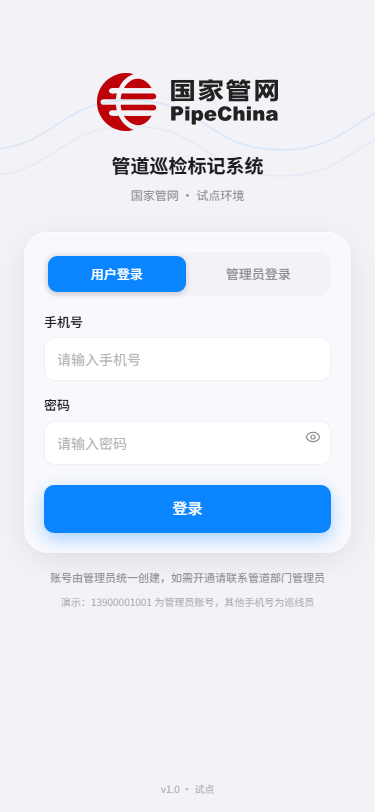 国家管网
PipeChina
管道巡检标记系统
国家管网 · 试点环境
用户登录 管理员登录
手机号
请输入手机号
密码
请输入密码
登录
账号由管理员统一创建，如需开通请联系管道部门管理员
演示：13900001001 为管理员账号，其他手机号为巡线员
v1.0 · 试点